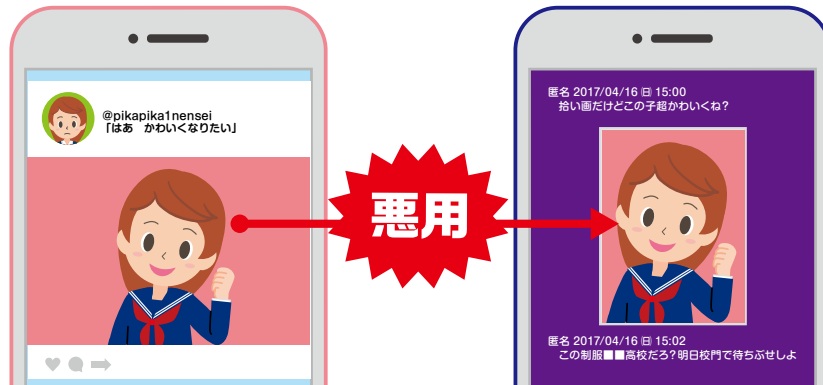 @pikapika1nensei
「はあ　かわいくなりたい」
悪用
匿名 2017/04/16 ㊐ 15:00
拾い画だけどこの子超かわいくね？
匿名 2017/04/16 ㊐ 15:02
この制服■■高校だろ？明日校門で待ちぶせしよ